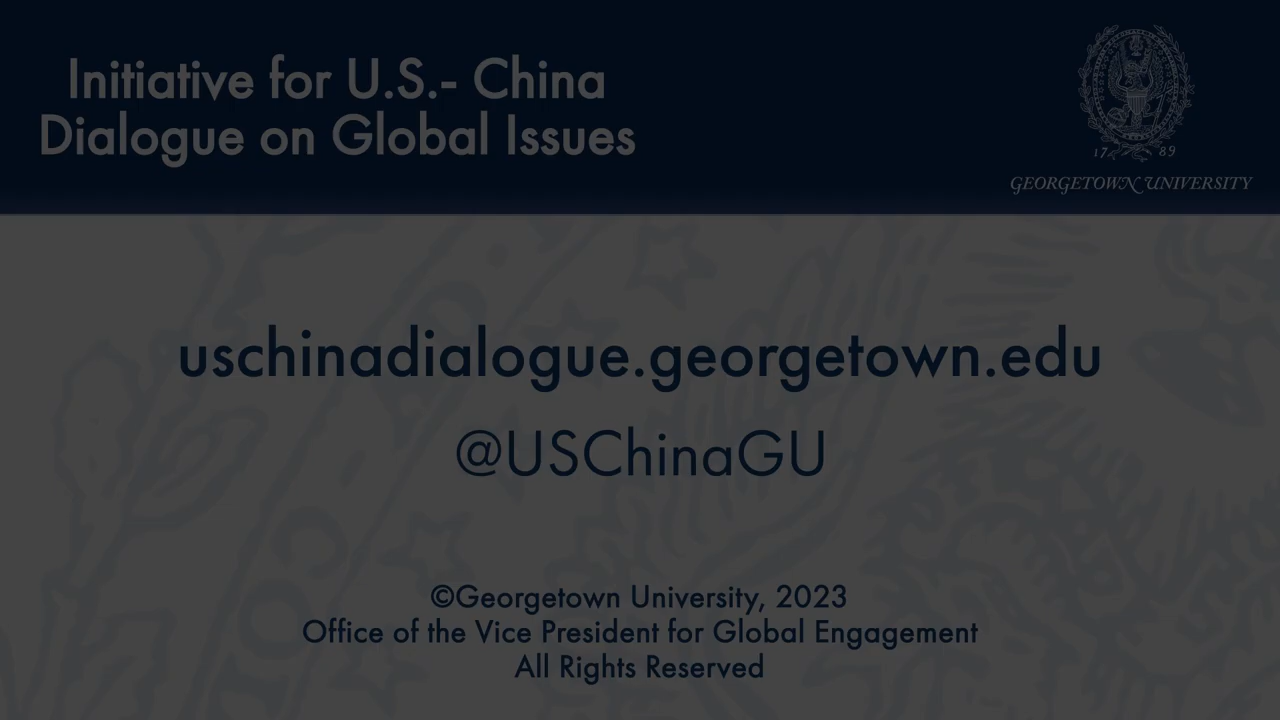 Initiative for U.S.- China
Dialogue on Global Issues
17 89
GEORGETOWN UNIVERSITY
uschinadialogue.georgetown.edu
@USChinaGU
©Georgetown University, 2023
Office of the Vice President for Global Engagement
All Rights Reserved